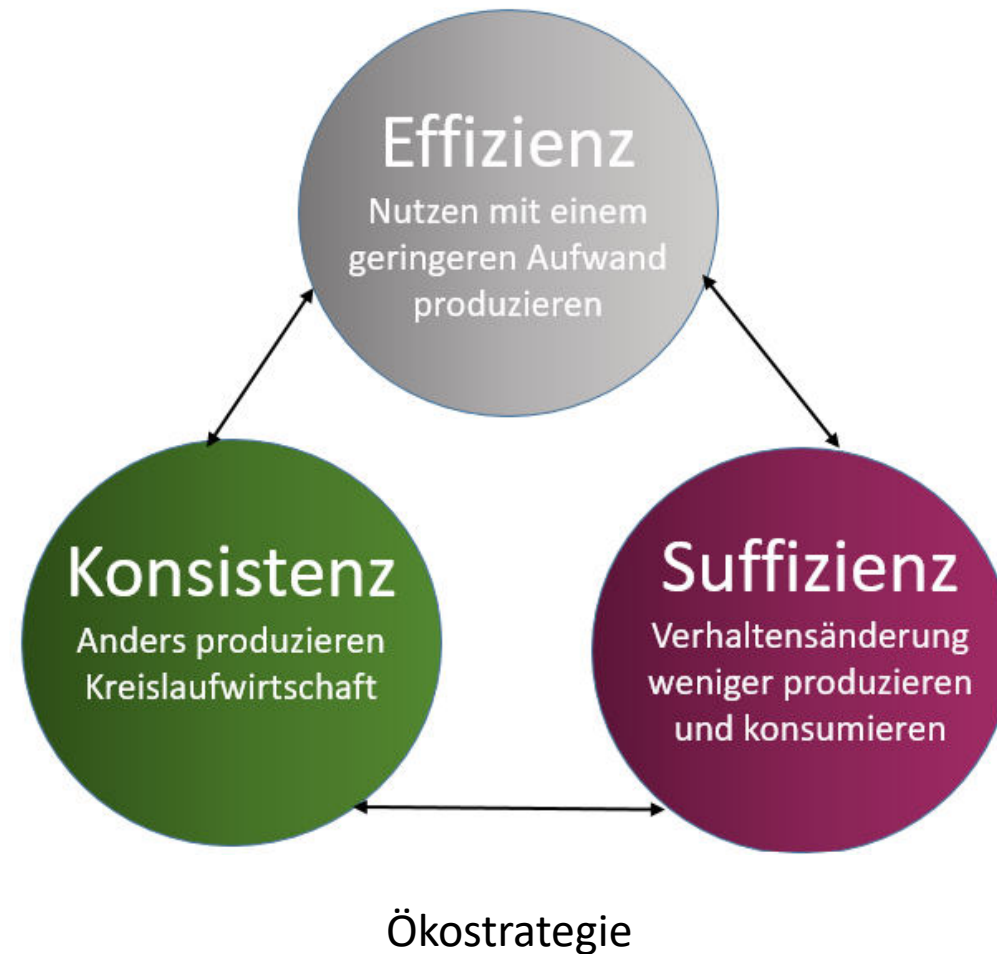 Effizienz
Nutzen mit einem
geringeren Aufwand
produzieren
Konsistenz
Anders produzieren
Kreislaufwirtschaft
Suffizienz
Verhaltensänderung
weniger produzieren
und konsumieren
Ökostrategie